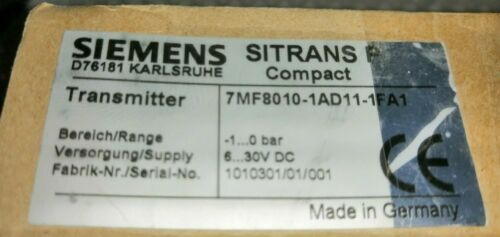 SIEMENS SITRANS P
D76181 KARLSRUHE Compact
Transmitter 7MF8010-1AD11-1FA1
Bereich/Range -1...0 bar
Versorgung/Supply 6...30V DC
Fabrik-Nr./Serial-No. 1010301/01/001
CE
Made in Germany